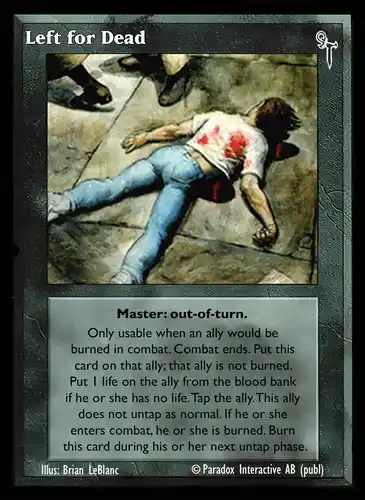 Left for Dead
Master: out-of-turn.
Only usable when an ally would be
burned in combat. Combat ends. Put this
card on that ally; that ally is not burned.
Put 1 life on the ally from the blood bank
if he or she has no life. Tap the ally. This ally
does not untap as normal. If he or she
enters combat, he or she is burned. Burn
this card during his or her next untap phase.
Illus: Brian LeBlanc © Paradox Interactive AB (publ)